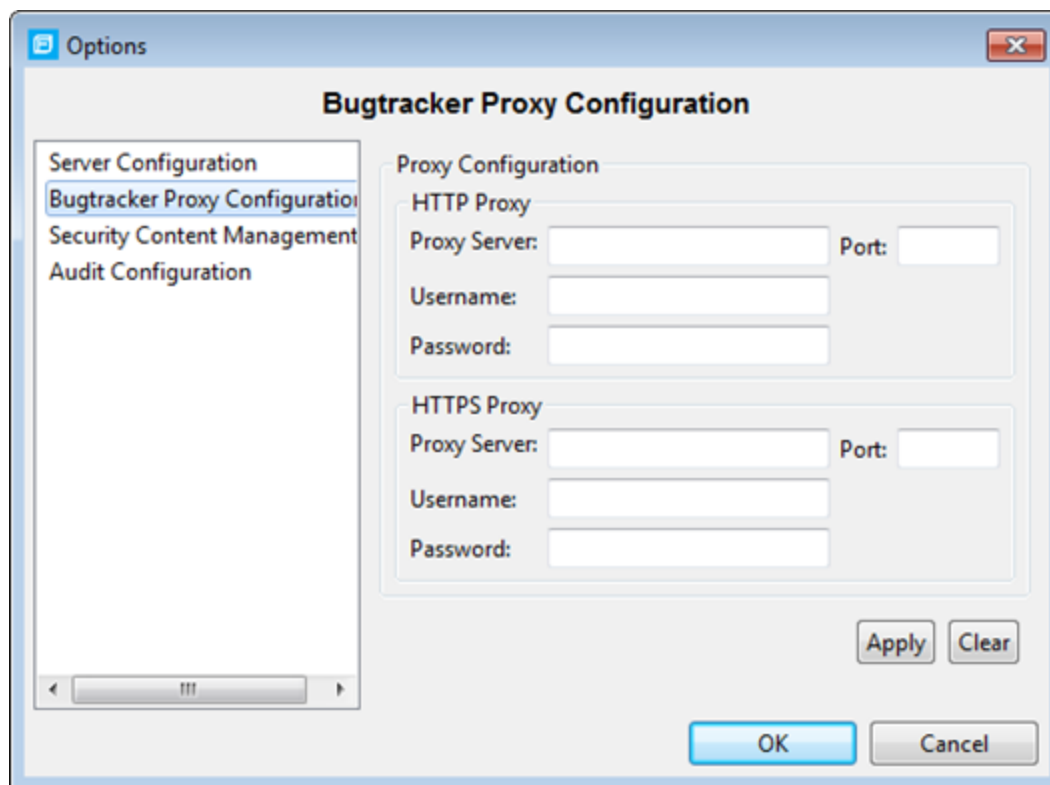 Options
Bugtracker Proxy Configuration
Server Configuration
Bugtracker Proxy Configuration
Security Content Management
Audit Configuration
Proxy Configuration
HTTP Proxy
Proxy Server: Port:
Username:
Password:
HTTPS Proxy
Proxy Server: Port:
Username:
Password:
Apply Clear
OK Cancel